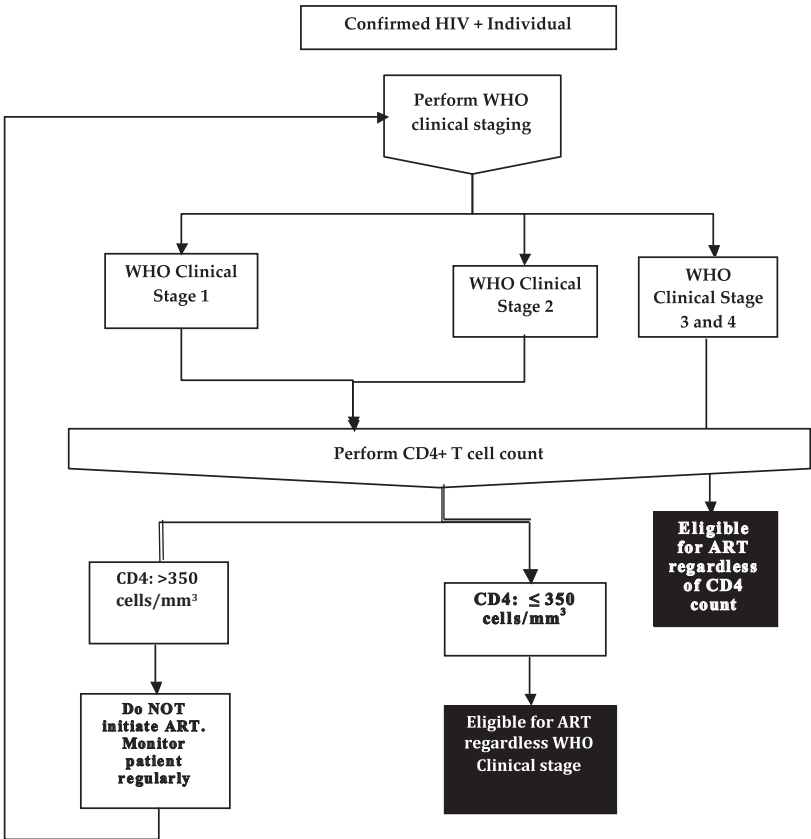 Confirmed HIV + Individual
Perform WHO
clinical staging
WHO Clinical
Stage 1
WHO Clinical
Stage 2
WHO
Clinical Stage
3 and 4
Perform CD4+ T cell count
CD4: >350
cells/mm³
CD4: ≤ 350
cells/mm³
Eligible
for ART
regardless
of CD4
count
Do NOT
initiate ART.
Monitor
patient
regularly
Eligible for ART
regardless WHO
Clinical stage